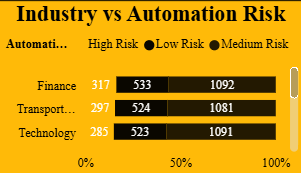 Industry vs Automation Risk
Automati... High Risk Low Risk Medium Risk
Finance 317 533 1092
Transport... 297 524 1081
Technology 285 523 1091
0% 50% 100%